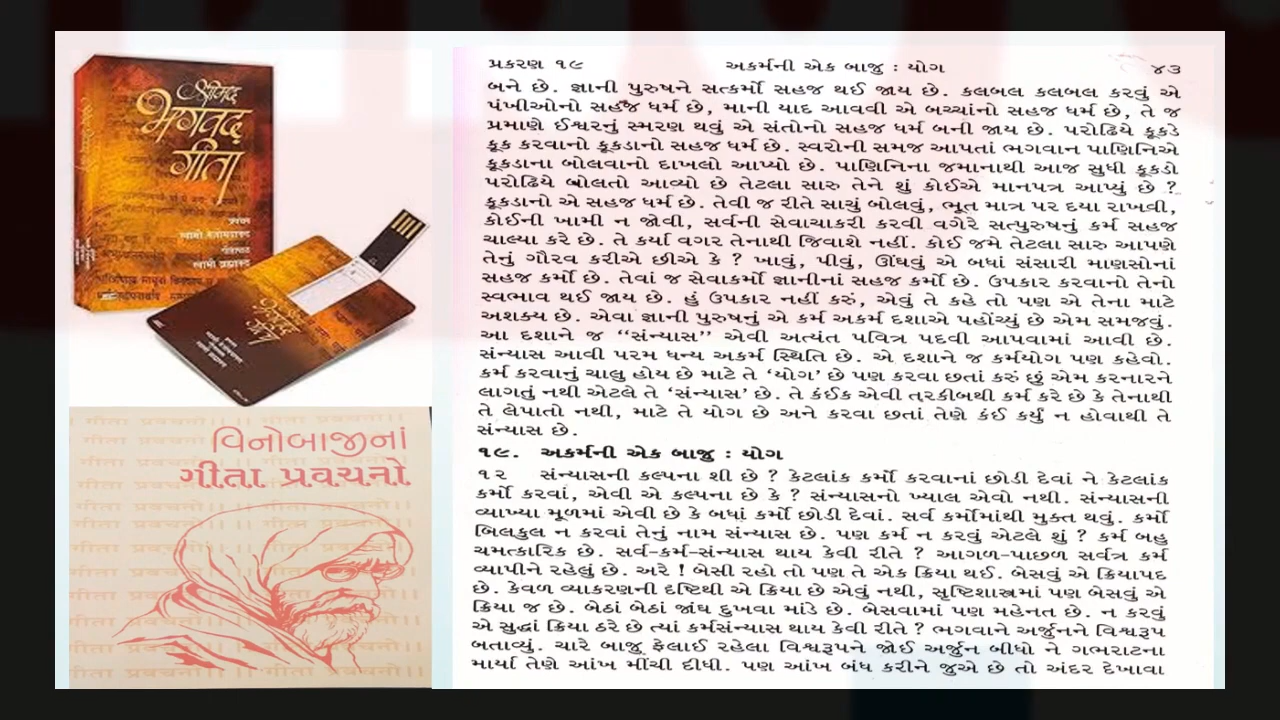 श्रीमद
भगवद
गीता
प्रवचन
स्वामी
भगवद
गीता
વિનોબાજીનાં
ગીતા પ્રવચનો
પ્રકરણ ૧૯ અકર્મની એક બાજુ : યોગ ૪૩
બને છે. જ્ઞાની પુરુષને સત્કર્મો સહજ થઈ જાય છે. કલબલ કલબલ કરવું એ
પંખીઓનો સહજ ધર્મ છે, માની યાદ આવવી એ બચ્ચાંનો સહજ ધર્મ છે, તે જ
પ્રમાણે ઈશ્વરનું સ્મરણ થવું એ સંતોનો સહજ ધર્મ બની જાય છે. પરોઢિયે કૂકડે
કૂક કરવાનો કૂકડાનો સહજ ધર્મ છે. સ્વરોની સમજ આપતાં ભગવાન પાણિનિએ
કૂકડાના બોલવાનો દાખલો આપ્યો છે. પાણિનિના જમાનાથી આજ સુધી કૂકડો
પરોઢિયે બોલતો આવ્યો છે તેટલા સારુ તેને શું કોઈએ માનપત્ર આપ્યું છે ?
કૂકડાનો એ સહજ ધર્મ છે. તેવી જ રીતે સાચું બોલવું, ભૂત માત્ર પર દયા રાખવી,
કોઈની ખામી ન જોવી, સર્વની સેવાચાકરી કરવી વગેરે સત્પુરુષનું કર્મ સહજ
ચાલ્યા કરે છે. તે કર્યા વગર તેનાથી જિવાશે નહીં. કોઈ જમે તેટલા સારુ આપણે
તેનું ગૌરવ કરીએ છીએ કે ? ખાવું, પીવું, ઊંઘવું એ બધાં સંસારી માણસોનાં
સહજ કર્મો છે. તેવાં જ સેવાકર્મો જ્ઞાનીનાં સહજ કર્મો છે. ઉપકાર કરવાનો તેનો
સ્વભાવ થઈ જાય છે. હું ઉપકાર નહીં કરું, એવું તે કહે તો પણ એ તેના માટે
અશક્ય છે. એવા જ્ઞાની પુરુષનું એ કર્મ અકર્મ દશાએ પહોંચ્યું છે એમ સમજવું.
આ દશાને જ “સંન્યાસ” એવી અત્યંત પવિત્ર પદવી આપવામાં આવી છે.
સંન્યાસ આવી પરમ ધન્ય અકર્મ સ્થિતિ છે. એ દશાને જ કર્મયોગ પણ કહેવો.
કર્મ કરવાનું ચાલુ હોય છે માટે તે ‘યોગ’ છે પણ કરવા છતાં કરું છું એમ કરનારને
લાગતું નથી એટલે તે ‘સંન્યાસ’ છે. તે કંઈક એવી તરકીબથી કર્મ કરે છે કે તેનાથી
તે લેપાતો નથી, માટે તે યોગ છે અને કરવા છતાં તેણે કંઈ કર્યું ન હોવાથી તે
સંન્યાસ છે.
૧૯. અકર્મની એક બાજુ : યોગ
૧૨ સંન્યાસની કલ્પના શી છે ? કેટલાંક કર્મો કરવાનાં છોડી દેવાં ને કેટલાંક
કર્મો કરવાં, એવી એ કલ્પના છે કે ? સંન્યાસનો ખ્યાલ એવો નથી. સંન્યાસની
વ્યાખ્યા મૂળમાં એવી છે કે બધાં કર્મો છોડી દેવાં. સર્વ કર્મોમાંથી મુક્ત થવું. કર્મો
બિલકુલ ન કરવાં તેનું નામ સંન્યાસ છે. પણ કર્મ ન કરવું એટલે શું ? કર્મ બહુ
ચમત્કારિક છે. સર્વ-કર્મ-સંન્યાસ થાય કેવી રીતે ? આગળ-પાછળ સર્વત્ર કર્મ
વ્યાપીને રહેલું છે. અરે ! બેસી રહો તો પણ તે એક ક્રિયા થઈ. બેસવું એ ક્રિયાપદ
છે. કેવળ વ્યાકરણની દષ્ટિથી એ ક્રિયા છે એવું નથી, સૃષ્ટિશાસ્ત્રમાં પણ બેસવું એ
ક્રિયા જ છે. બેઠાં બેઠાં જાંઘ દુખવા માંડે છે. બેસવામાં પણ મહેનત છે. ન કરવું
એ સુદ્ધાં ક્રિયા ઠરે છે ત્યાં કર્મસંન્યાસ થાય કેવી રીતે ? ભગવાને અર્જુનને વિશ્વરૂપ
બતાવ્યું. ચારે બાજુ ફેલાઈ રહેલા વિશ્વરૂપને જોઈ અર્જુન બીધો ને ગભરાટના
માર્યા તેણે આંખ મીંચી દીધી. પણ આંખ બંધ કરીને જુએ છે તો અંદર દેખાવા